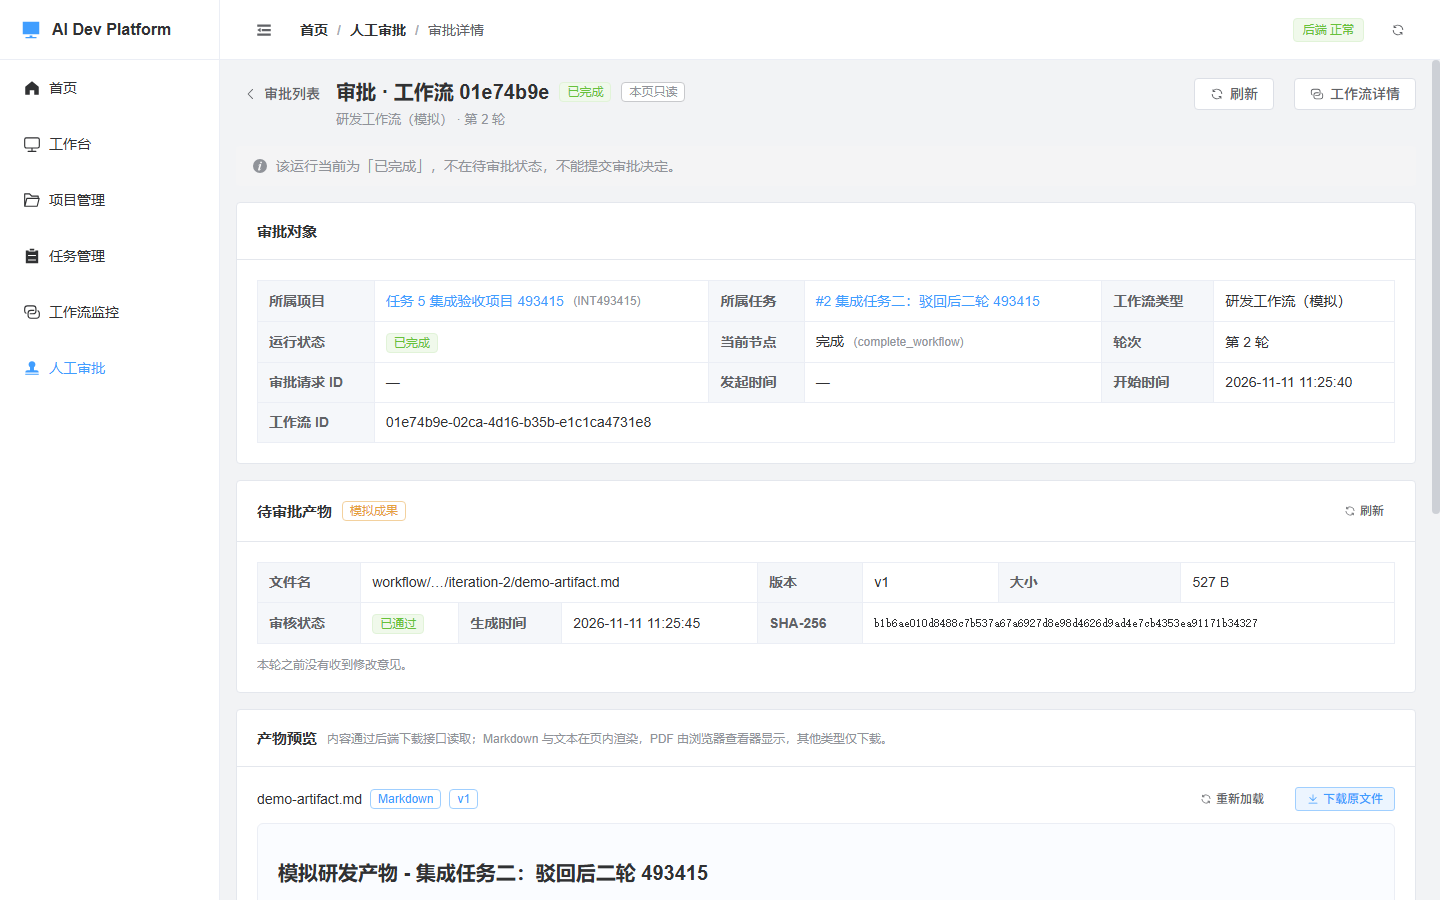 AI Dev Platform
首页 / 人工审批 / 审批详情
后端 正常
首页
工作台
项目管理
任务管理
工作流监控
人工审批
审批列表
审批 · 工作流 01e74b9e
已完成
本页只读
研发工作流（模拟） · 第 2 轮
刷新
工作流详情
该运行当前为「已完成」，不在待审批状态，不能提交审批决定。
审批对象
所属项目 任务 5 集成验收项目 493415 (INT493415) 所属任务 #2 集成任务二：驳回后二轮 493415 工作流类型 研发工作流（模拟）
运行状态 已完成 当前节点 完成 (complete_workflow) 轮次 第 2 轮
审批请求 ID — 发起时间 — 开始时间 2026-11-11 11:25:40
工作流 ID 01e74b9e-02ca-4d16-b35b-e1c1ca4731e8
待审批产物 模拟成果 刷新
文件名 workflow/…/iteration-2/demo-artifact.md 版本 v1 大小 527 B
审核状态 已通过 生成时间 2026-11-11 11:25:45 SHA-256 b1b6ae010d8488c7b537a67a6927d8e98d4626d9ad4e7cb4353ea91171b34327
本轮之前没有收到修改意见。
产物预览 内容通过后端下载接口读取；Markdown 与文本在页内渲染，PDF 由浏览器查看器显示，其他类型仅下载。
demo-artifact.md Markdown v1 重新加载 下载原文件
模拟研发产物 - 集成任务二：驳回后二轮 493415